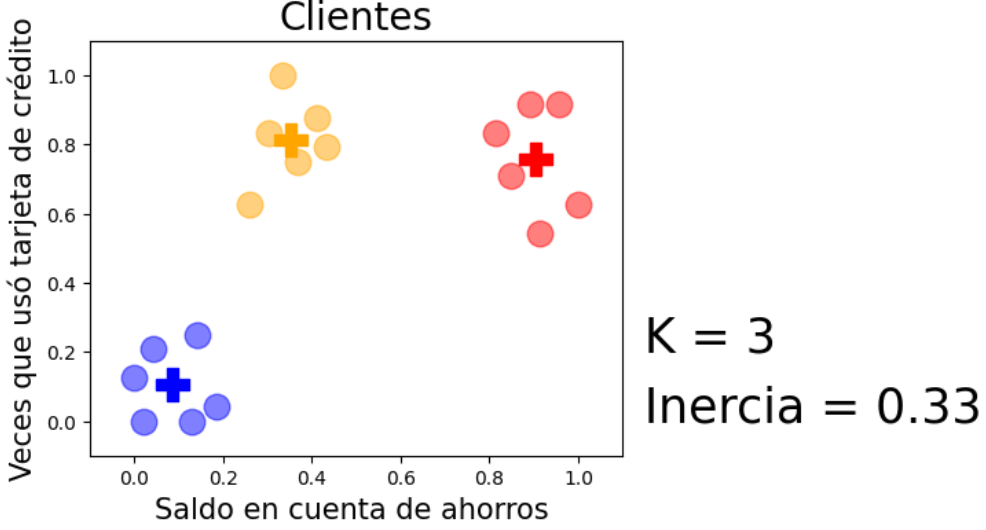 Clientes
Veces que usó tarjeta de crédito
1.0
0.8
0.6
0.4
0.2
0.0
0.0 0.2 0.4 0.6 0.8 1.0
Saldo en cuenta de ahorros
K = 3
Inercia = 0.33